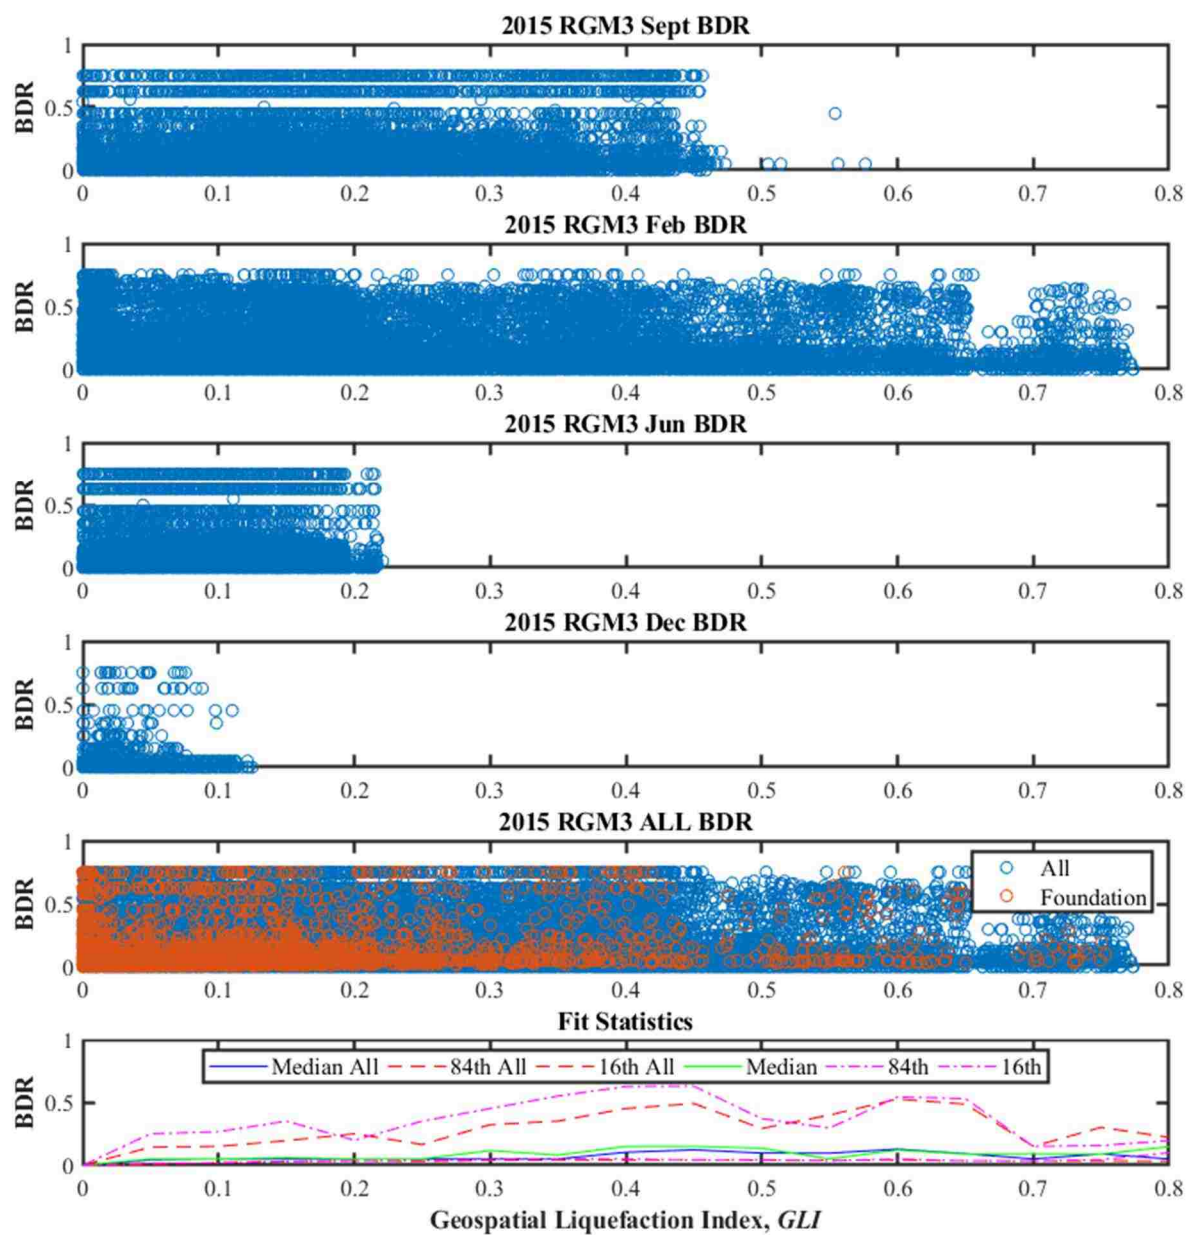 2015 RGM3 Sept BDR
1
0.5
0
BDR
0 0.1 0.2 0.3 0.4 0.5 0.6 0.7 0.8
2015 RGM3 Feb BDR
1
0.5
0
BDR
0 0.1 0.2 0.3 0.4 0.5 0.6 0.7 0.8
2015 RGM3 Jun BDR
1
0.5
0
BDR
0 0.1 0.2 0.3 0.4 0.5 0.6 0.7 0.8
2015 RGM3 Dec BDR
1
0.5
0
BDR
0 0.1 0.2 0.3 0.4 0.5 0.6 0.7 0.8
2015 RGM3 ALL BDR
1
0.5
0
BDR
All
Foundation
0 0.1 0.2 0.3 0.4 0.5 0.6 0.7 0.8
Fit Statistics
1
0.5
0
BDR
Median All 84th All 16th All Median 84th 16th
0 0.1 0.2 0.3 0.4 0.5 0.6 0.7 0.8
Geospatial Liquefaction Index, GLI